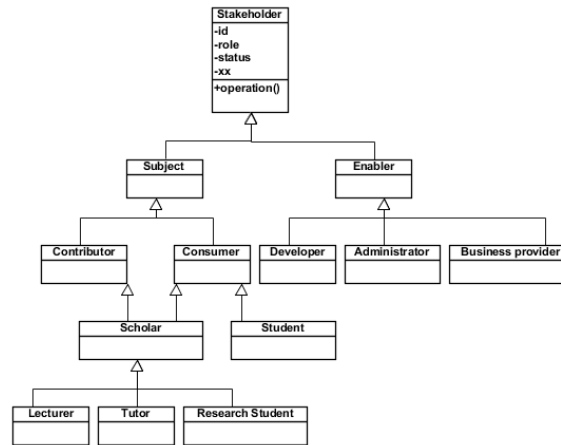 Stakeholder
-id
-role
-status
-xx
+operation()
Subject
Enabler
Contributor
Consumer
Developer
Administrator
Business provider
Scholar
Student
Lecturer
Tutor
Research Student